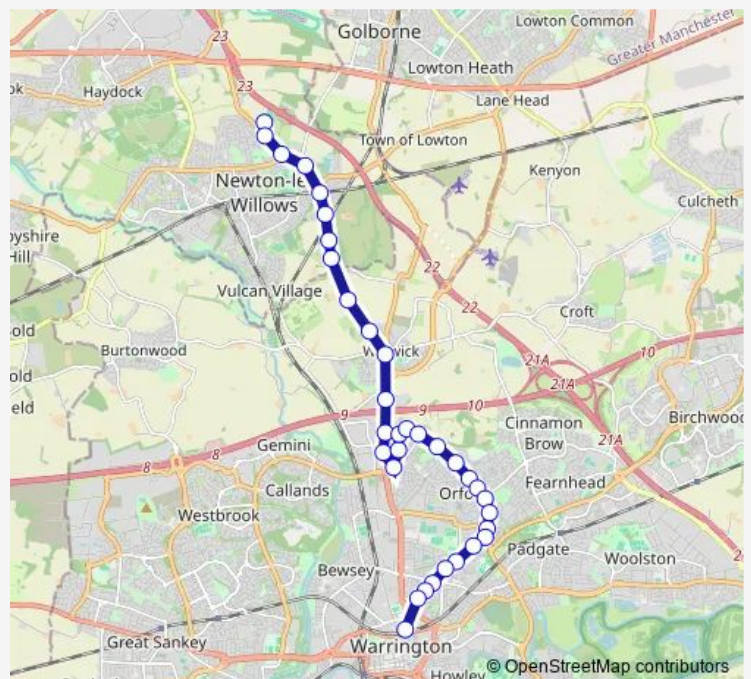 Golborne
Lowton Common
Greater Manchester
23
Lowton Heath
23
Haydock
Lane Head
Town of Lowton
Kenyon
Newton-le
Willows
Culcheth
Hill
22
Vulcan Village
22
Croft
Burtonwood
21A
10
21A
9
9
10
Birchwood
Cinnamon
Brow
21A
Gemini
8
8
Callands
Fearnhead
Westbrook
Padgate
Woolston
Bewsey
Great Sankey
Warrington
Howley
© OpenStreetMap contributors